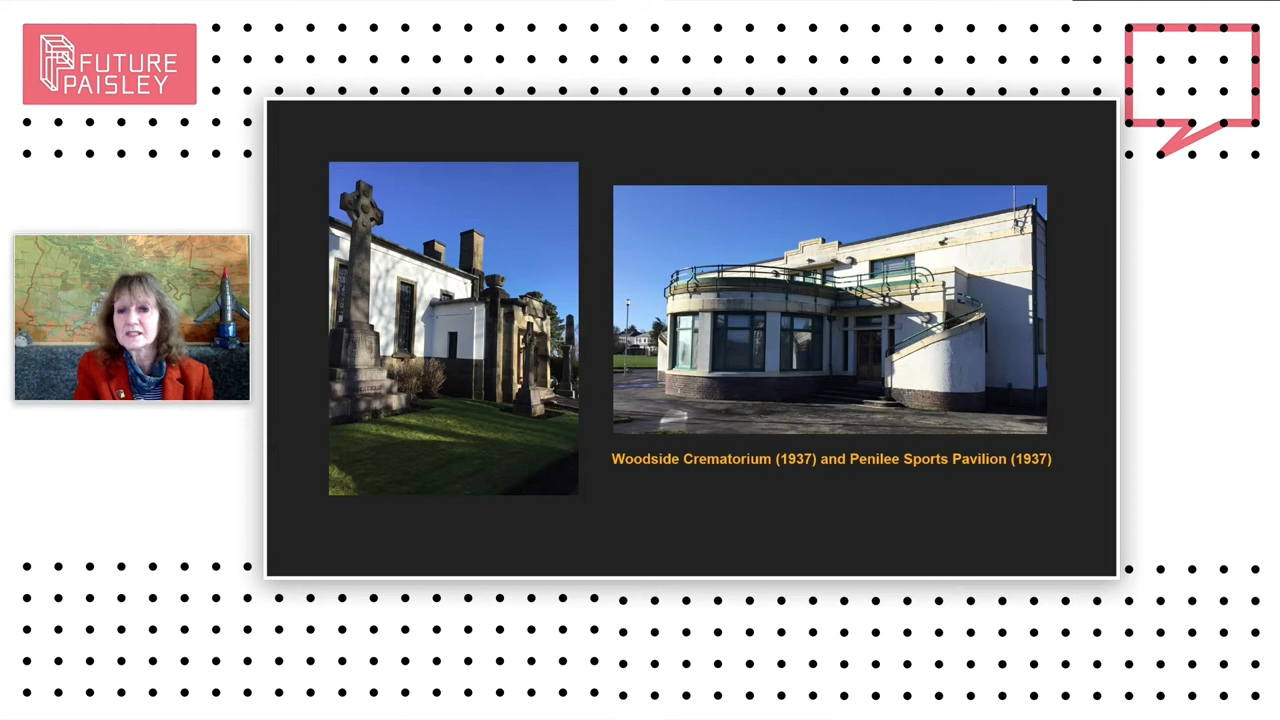 FUTURE
PAISLEY
Woodside Crematorium (1937) and Penilee Sports Pavilion (1937)